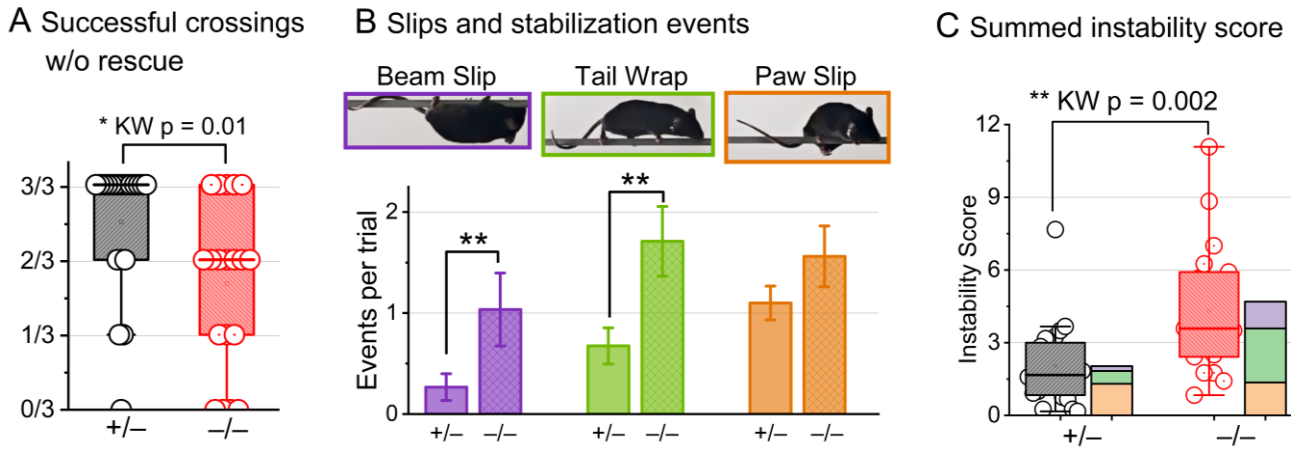 A Successful crossings
w/o rescue
* KW p = 0.01
3/3
2/3
1/3
0/3
+/– –/–
B Slips and stabilization events
Beam Slip Tail Wrap Paw Slip
Events per trial
2
1
0
** **
+/– –/– +/– –/– +/– –/–
C Summed instability score
** KW p = 0.002
Instability Score
12
9
6
3
0
+/– –/–